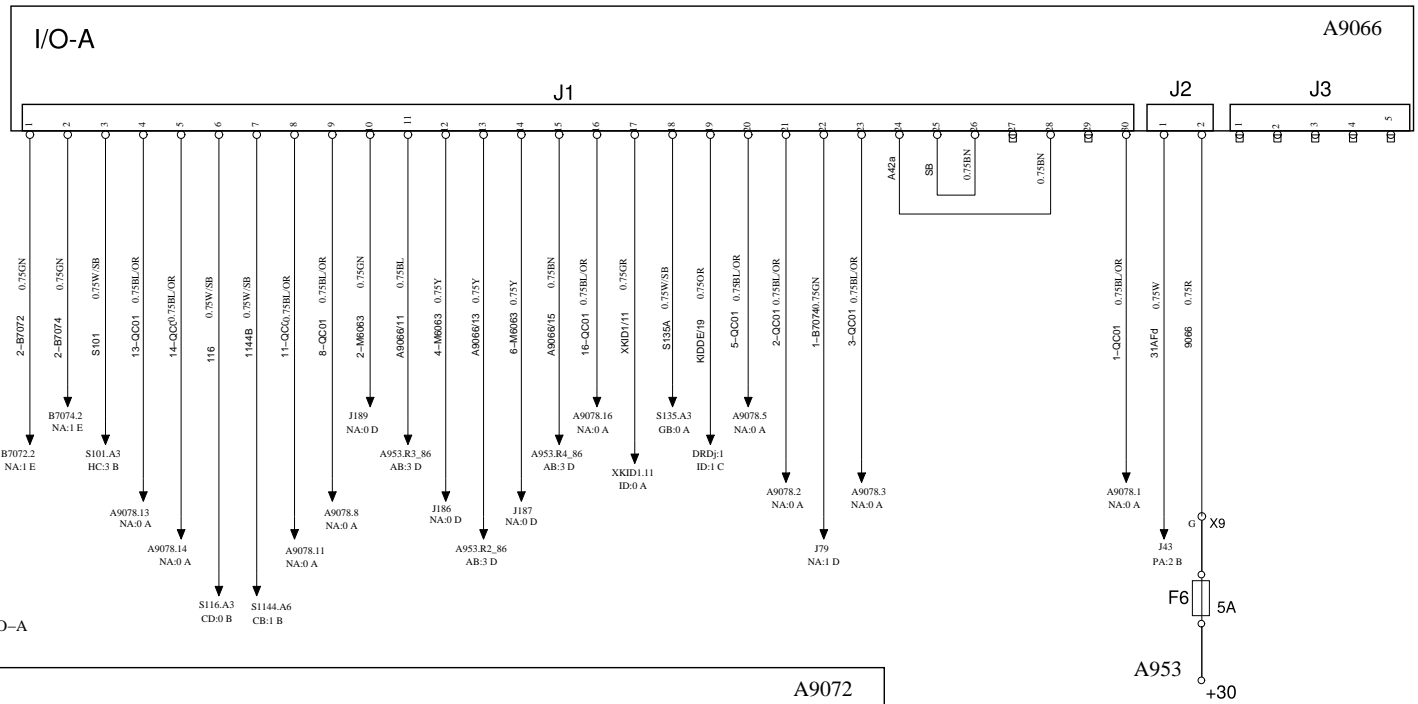 I/O-A
A9066
J1
J2
J3
1 2 3 4 5 6 7 8 9 10 11 12 13 14 15 16 17 18 19 20 21 22 23 24 25 26 27 28 29 30
1 2
1 2 3 4 5
2-B7072 0.75GN
2-B7074 0.75GN
S101 0.75W/SB
13-QC01 0.75BL/OR
14-QC 0.75BL/OR
116 0.75W/SB
1144B 0.75W/SB
11-QC 0.75BL/OR
8-QC01 0.75BL/OR
2-M6063 0.75GN
A9066/11 0.75BL
4-M6063 0.75Y
A9066/13 0.75Y
6-M6063 0.75Y
A9066/15 0.75BN
16-QC01 0.75BL/OR
XKID1/11 0.75GR
S135A 0.75W/SB
KIDDE/19 0.75OR
5-QC01 0.75BL/OR
2-QC01 0.75BL/OR
1-B7074 0.75GN
3-QC01 0.75BL/OR
A42a
SB
0.75BN
0.75BN
1-QC01 0.75BL/OR
31AFd 0.75W
9066 0.75R
B7072.2
NA:1 E
B7074.2
NA:1 E
S101.A3
HC:3 B
A9078.13
NA:0 A
A9078.14
NA:0 A
S116.A3
CD:0 B
S1144.A6
CB:1 B
A9078.11
NA:0 A
A9078.8
NA:0 A
J189
NA:0 D
A953.R3_86
AB:3 D
J186
NA:0 D
A953.R2_86
AB:3 D
J187
NA:0 D
A953.R4_86
AB:3 D
A9078.16
NA:0 A
XKID1.11
ID:0 A
S135.A3
GB:0 A
DRDj:1
ID:1 C
A9078.5
NA:0 A
A9078.2
NA:0 A
J79
NA:1 D
A9078.3
NA:0 A
A9078.1
NA:0 A
J43
PA:2 B
G X9
F6 5A
A953
+30
O-A
A9072